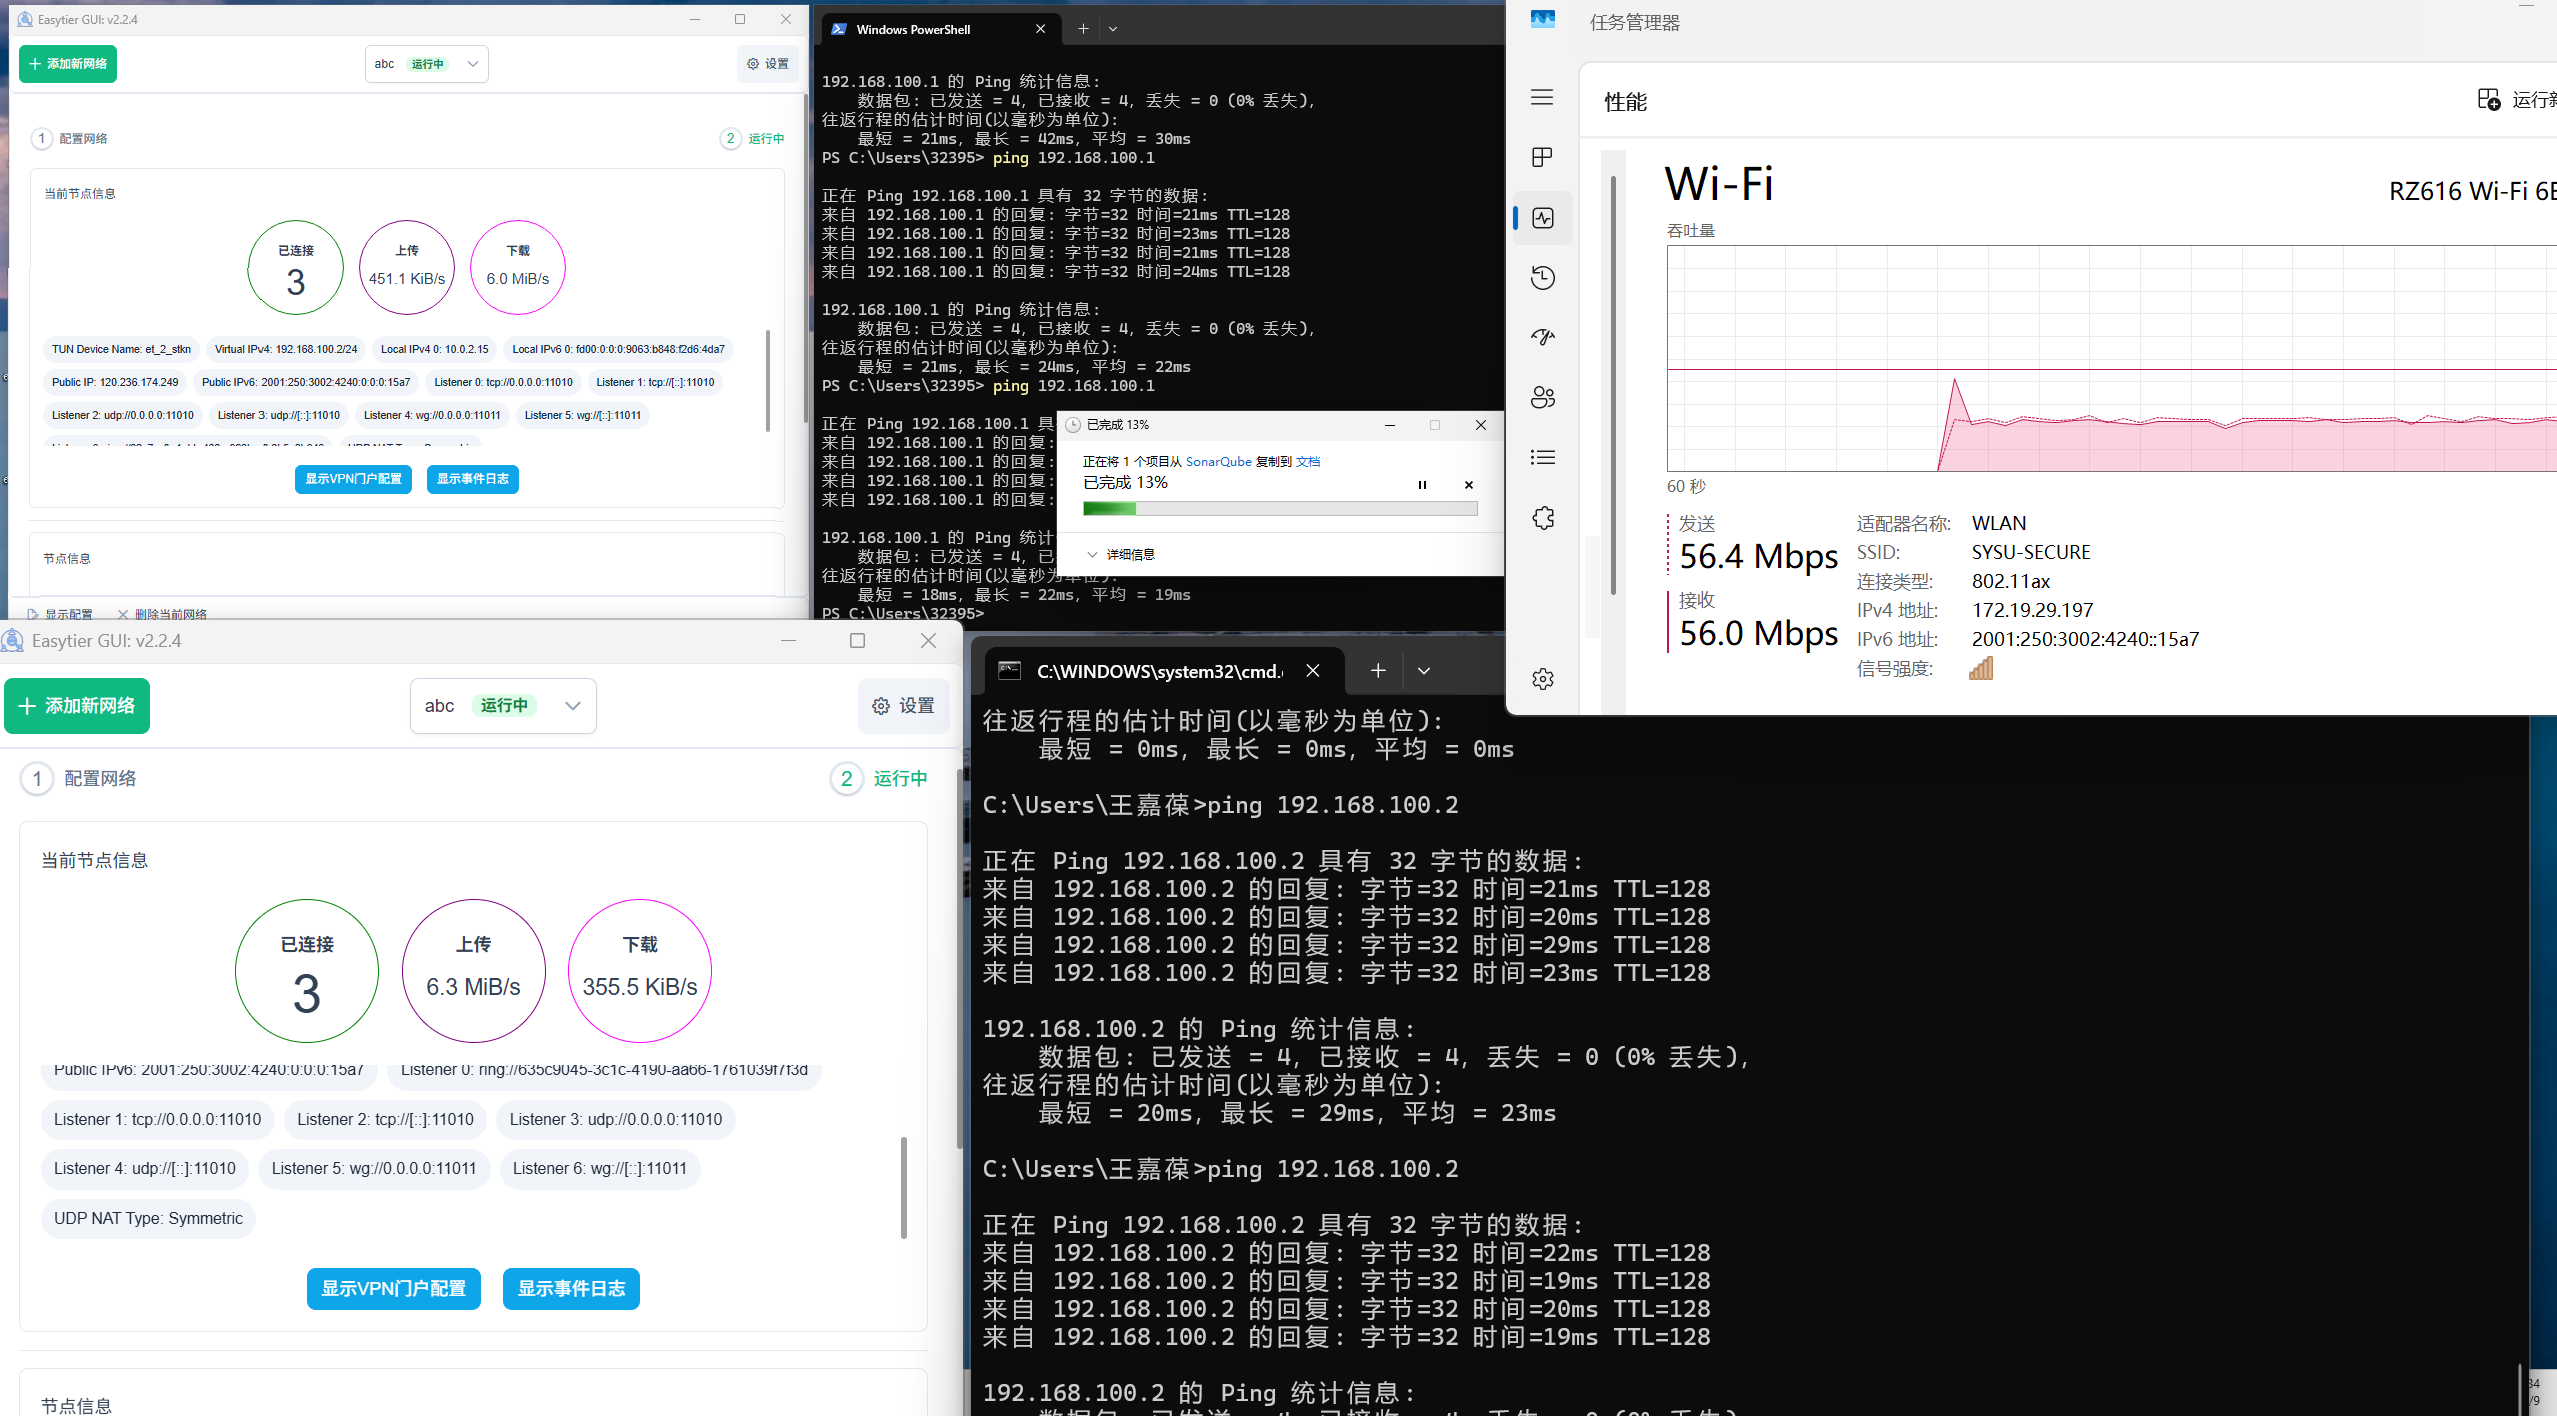 Easytier GUI: v2.2.4
添加新网络
abc 运行中
设置
1 配置网络
2 运行中
当前节点信息
已连接
3
上传
451.1 KiB/s
下载
6.0 MiB/s
TUN Device Name: et_2_stkn
Virtual IPv4: 192.168.100.2/24
Local IPv4 0: 10.0.2.15
Local IPv6 0: fd00:0:0:0:9063:b848:f2d6:4da7
Public IP: 120.236.174.249
Public IPv6: 2001:250:3002:4240:0:0:0:15a7
Listener 0: tcp://0.0.0.0:11010
Listener 1: tcp://[::]:11010
Listener 2: udp://0.0.0.0:11010
Listener 3: udp://[::]:11010
Listener 4: wg://0.0.0.0:11011
Listener 5: wg://[::]:11011
显示VPN门户配置
显示事件日志
节点信息
显示配置
删除当前网络
Windows PowerShell
192.168.100.1 的 Ping 统计信息:
数据包: 已发送 = 4, 已接收 = 4, 丢失 = 0 (0% 丢失),
往返行程的估计时间(以毫秒为单位):
最短 = 21ms, 最长 = 42ms, 平均 = 30ms
PS C:\Users\32395> ping 192.168.100.1
正在 Ping 192.168.100.1 具有 32 字节的数据:
来自 192.168.100.1 的回复: 字节=32 时间=21ms TTL=128
来自 192.168.100.1 的回复: 字节=32 时间=23ms TTL=128
来自 192.168.100.1 的回复: 字节=32 时间=21ms TTL=128
来自 192.168.100.1 的回复: 字节=32 时间=24ms TTL=128
192.168.100.1 的 Ping 统计信息:
数据包: 已发送 = 4, 已接收 = 4, 丢失 = 0 (0% 丢失),
往返行程的估计时间(以毫秒为单位):
最短 = 21ms, 最长 = 24ms, 平均 = 22ms
PS C:\Users\32395> ping 192.168.100.1
正在 Ping 192.168.100.1 具
来自 192.168.100.1 的回复:
来自 192.168.100.1 的回复:
来自 192.168.100.1 的回复:
来自 192.168.100.1 的回复:
192.168.100.1 的 Ping 统计
数据包: 已发送 = 4, 已
往返行程的估计时间(以毫秒为单位):
最短 = 18ms, 最长 = 22ms, 平均 = 19ms
PS C:\Users\32395>
已完成 13%
正在将 1 个项目从 SonarQube 复制到 文档
已完成 13%
详细信息
任务管理器
性能
运行新
Wi-Fi
RZ616 Wi-Fi 6E
吞吐量
60 秒
发送
56.4 Mbps
接收
56.0 Mbps
适配器名称: WLAN
SSID: SYSU-SECURE
连接类型: 802.11ax
IPv4 地址: 172.19.29.197
IPv6 地址: 2001:250:3002:4240::15a7
信号强度:
Easytier GUI: v2.2.4
添加新网络
abc 运行中
设置
1 配置网络
2 运行中
当前节点信息
已连接
3
上传
6.3 MiB/s
下载
355.5 KiB/s
Public IPv6: 2001:250:3002:4240:0:0:0:15a7
Listener 0: ring://635c9045-3c1c-4190-aa66-1761039f7f3d
Listener 1: tcp://0.0.0.0:11010
Listener 2: tcp://[::]:11010
Listener 3: udp://0.0.0.0:11010
Listener 4: udp://[::]:11010
Listener 5: wg://0.0.0.0:11011
Listener 6: wg://[::]:11011
UDP NAT Type: Symmetric
显示VPN门户配置
显示事件日志
节点信息
C:\WINDOWS\system32\cmd.
往返行程的估计时间(以毫秒为单位):
最短 = 0ms, 最长 = 0ms, 平均 = 0ms
C:\Users\王嘉葆>ping 192.168.100.2
正在 Ping 192.168.100.2 具有 32 字节的数据:
来自 192.168.100.2 的回复: 字节=32 时间=21ms TTL=128
来自 192.168.100.2 的回复: 字节=32 时间=20ms TTL=128
来自 192.168.100.2 的回复: 字节=32 时间=29ms TTL=128
来自 192.168.100.2 的回复: 字节=32 时间=23ms TTL=128
192.168.100.2 的 Ping 统计信息:
数据包: 已发送 = 4, 已接收 = 4, 丢失 = 0 (0% 丢失),
往返行程的估计时间(以毫秒为单位):
最短 = 20ms, 最长 = 29ms, 平均 = 23ms
C:\Users\王嘉葆>ping 192.168.100.2
正在 Ping 192.168.100.2 具有 32 字节的数据:
来自 192.168.100.2 的回复: 字节=32 时间=22ms TTL=128
来自 192.168.100.2 的回复: 字节=32 时间=19ms TTL=128
来自 192.168.100.2 的回复: 字节=32 时间=20ms TTL=128
来自 192.168.100.2 的回复: 字节=32 时间=19ms TTL=128
192.168.100.2 的 Ping 统计信息:
34
/9